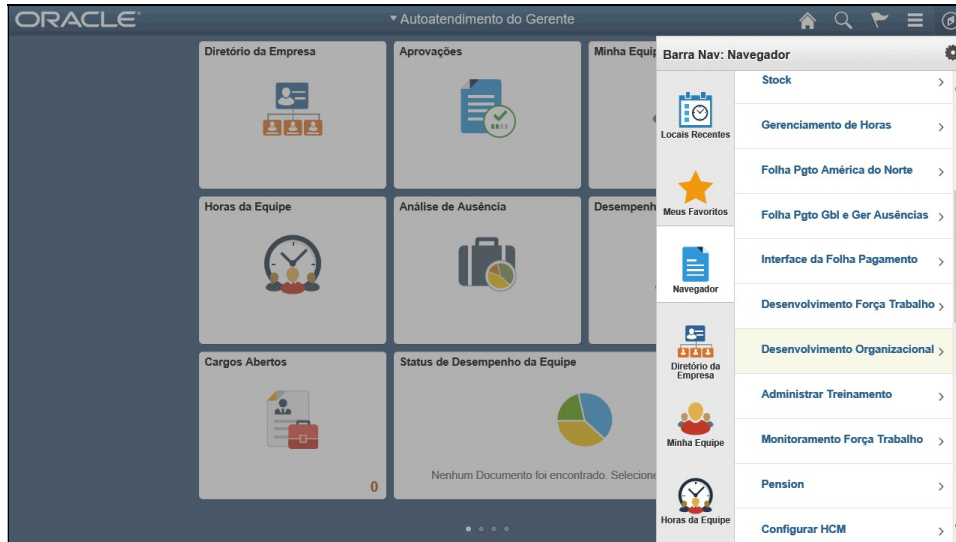 ORACLE
Autoatendimento do Gerente
Diretório da Empresa
Aprovações
Minha Equip
Horas da Equipe
Análise de Ausência
Desempenh
Cargos Abertos
0
Status de Desempenho da Equipe
Nenhum Documento foi encontrado. Selecione
Barra Nav: Navegador
Locais Recentes
Meus Favoritos
Navegador
Diretório da
Empresa
Minha Equipe
Horas da Equipe
Stock
Gerenciamento de Horas
Folha Pgto América do Norte
Folha Pgto Gbl e Ger Ausências
Interface da Folha Pagamento
Desenvolvimento Força Trabalho
Desenvolvimento Organizacional
Administrar Treinamento
Monitoramento Força Trabalho
Pension
Configurar HCM